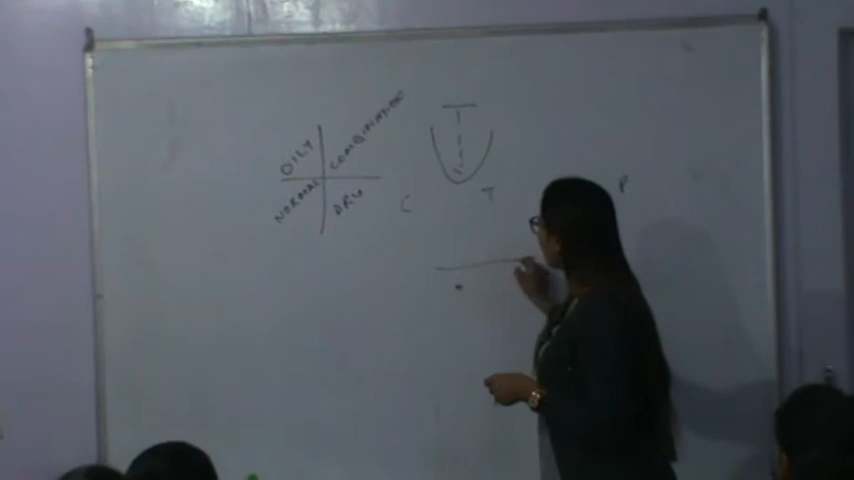 OILY
COMBINATION
NORMAL
DRY
C
T
P